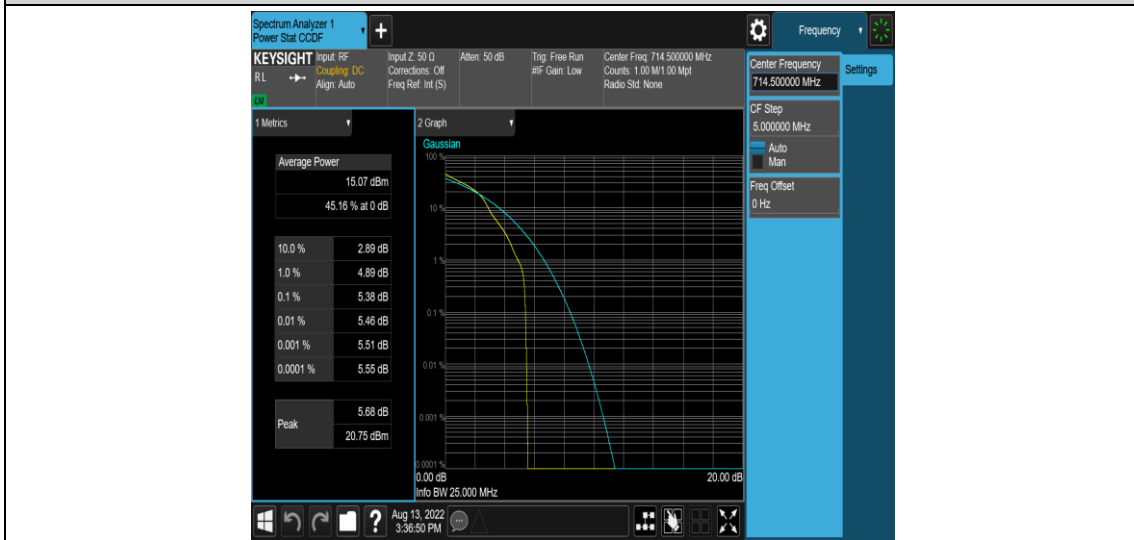 Spectrum Analyzer 1
Power Stat CCDF
+
Frequency
KEYSIGHT
RL
LXI
Input: RF
Coupling: DC
Align: Auto
Input Z: 50 Ω
Corrections: Off
Freq Ref: Int (S)
Atten: 50 dB
Trig: Free Run
#IF Gain: Low
Center Freq: 714.500000 MHz
Counts: 1.00 M/1.00 Mpt
Radio Std: None
Center Frequency
714.500000 MHz
Settings
CF Step
5.000000 MHz
Auto
Man
Freq Offset
0 Hz
1 Metrics
Average Power
15.07 dBm
45.16 % at 0 dB
10.0 % 2.89 dB
1.0 % 4.89 dB
0.1 % 5.38 dB
0.01 % 5.46 dB
0.001 % 5.51 dB
0.0001 % 5.55 dB
Peak
5.68 dB
20.75 dBm
2 Graph
Gaussian
100 %
10 %
1 %
0.1 %
0.01 %
0.001 %
0.0001 %
0.00 dB 20.00 dB
Info BW 25.000 MHz
?
Aug 13, 2022
3:36:50 PM